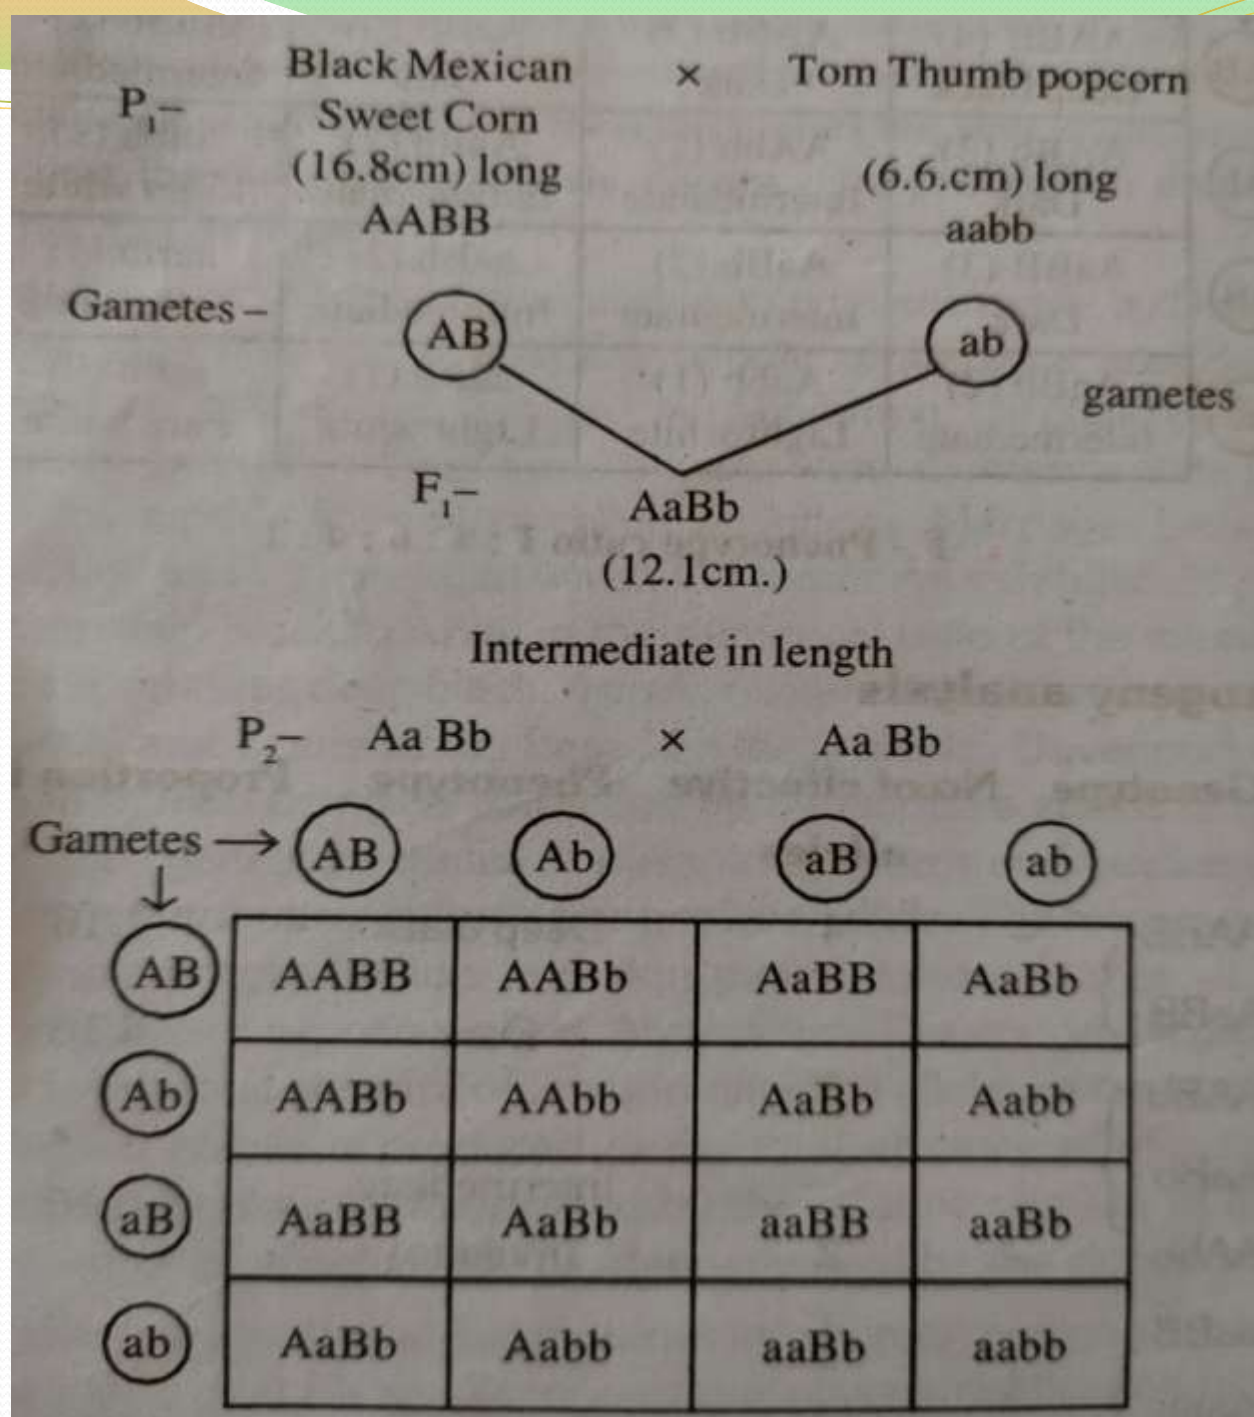 P₁– Black Mexican × Tom Thumb popcorn
Sweet Corn
(16.8cm) long (6.6.cm) long
AABB aabb
Gametes – AB ab
gametes
F₁– AaBb
(12.1cm.)
Intermediate in length
P₂– Aa Bb × Aa Bb
Gametes → AB Ab aB ab
↓
AB AABB AABb AaBB AaBb
Ab AABb AAbb AaBb Aabb
aB AaBB AaBb aaBB aaBb
ab AaBb Aabb aaBb aabb